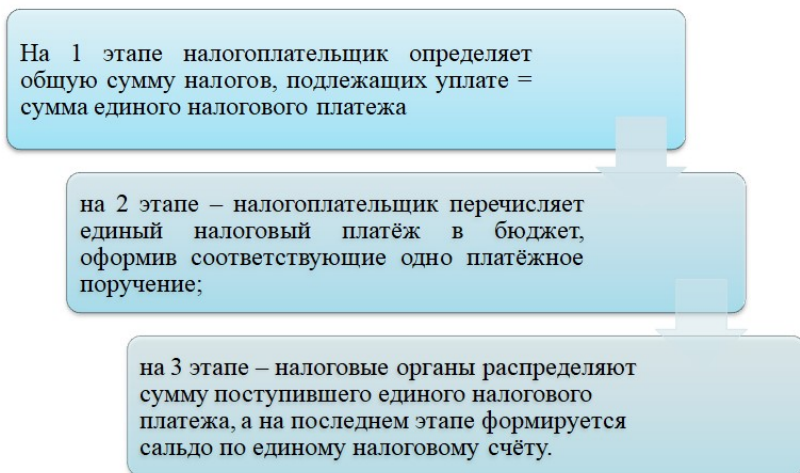 На 1 этапе налогоплательщик определяет
общую сумму налогов, подлежащих уплате =
сумма единого налогового платежа
на 2 этапе – налогоплательщик перечисляет
единый налоговый платёж в бюджет,
оформив соответствующие одно платёжное
поручение;
на 3 этапе – налоговые органы распределяют
сумму поступившего единого налогового
платежа, а на последнем этапе формируется
сальдо по единому налоговому счёту.